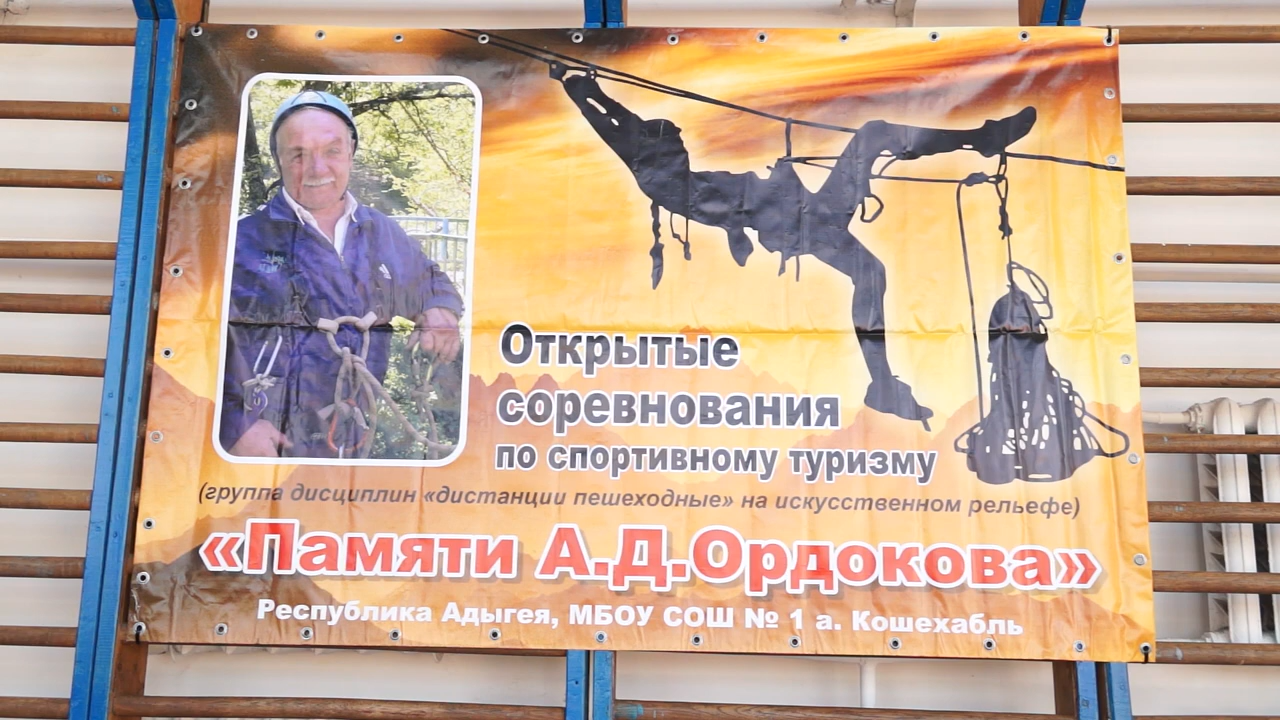 Открытые
соревнования
по спортивному туризму
(группа дисциплин «дистанции пешеходные» на искусственном рельефе)
«Памяти А.Д.Ордокова»
Республика Адыгея, МБОУ СОШ № 1 а. Кошехабль